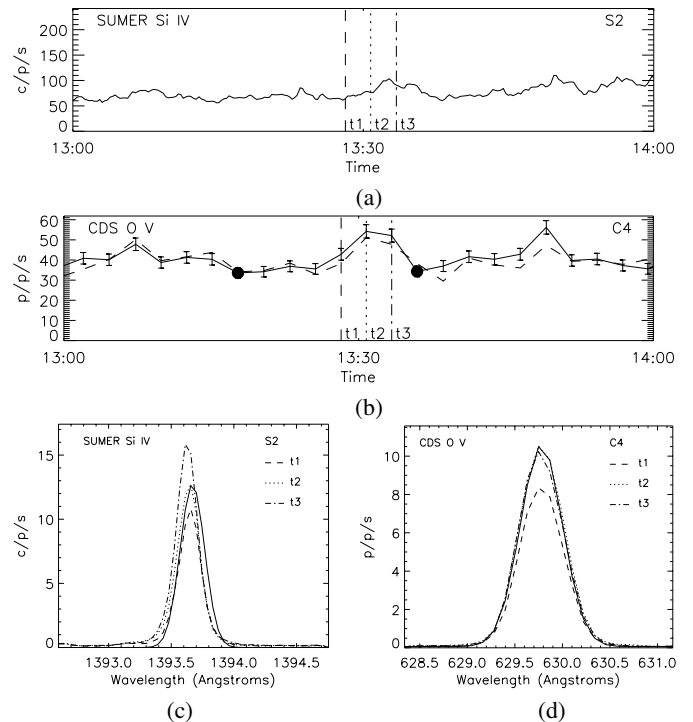 SUMER Si IV S2
200
150
100
50
0
c/p/s
t1 t2 t3
13:00 13:30 14:00
Time
(a)
CDS O V C4
60
50
40
30
20
10
0
p/p/s
t1 t2 t3
13:00 13:30 14:00
Time
(b)
SUMER Si IV S2
t1
t2
t3
15
10
5
0
c/p/s
1393.0 1393.5 1394.0 1394.5
Wavelength (Angstroms)
(c)
CDS O V C4
t1
t2
t3
10
8
6
4
2
0
p/p/s
628.5 629.0 629.5 630.0 630.5 631.0
Wavelength (Angstroms)
(d)